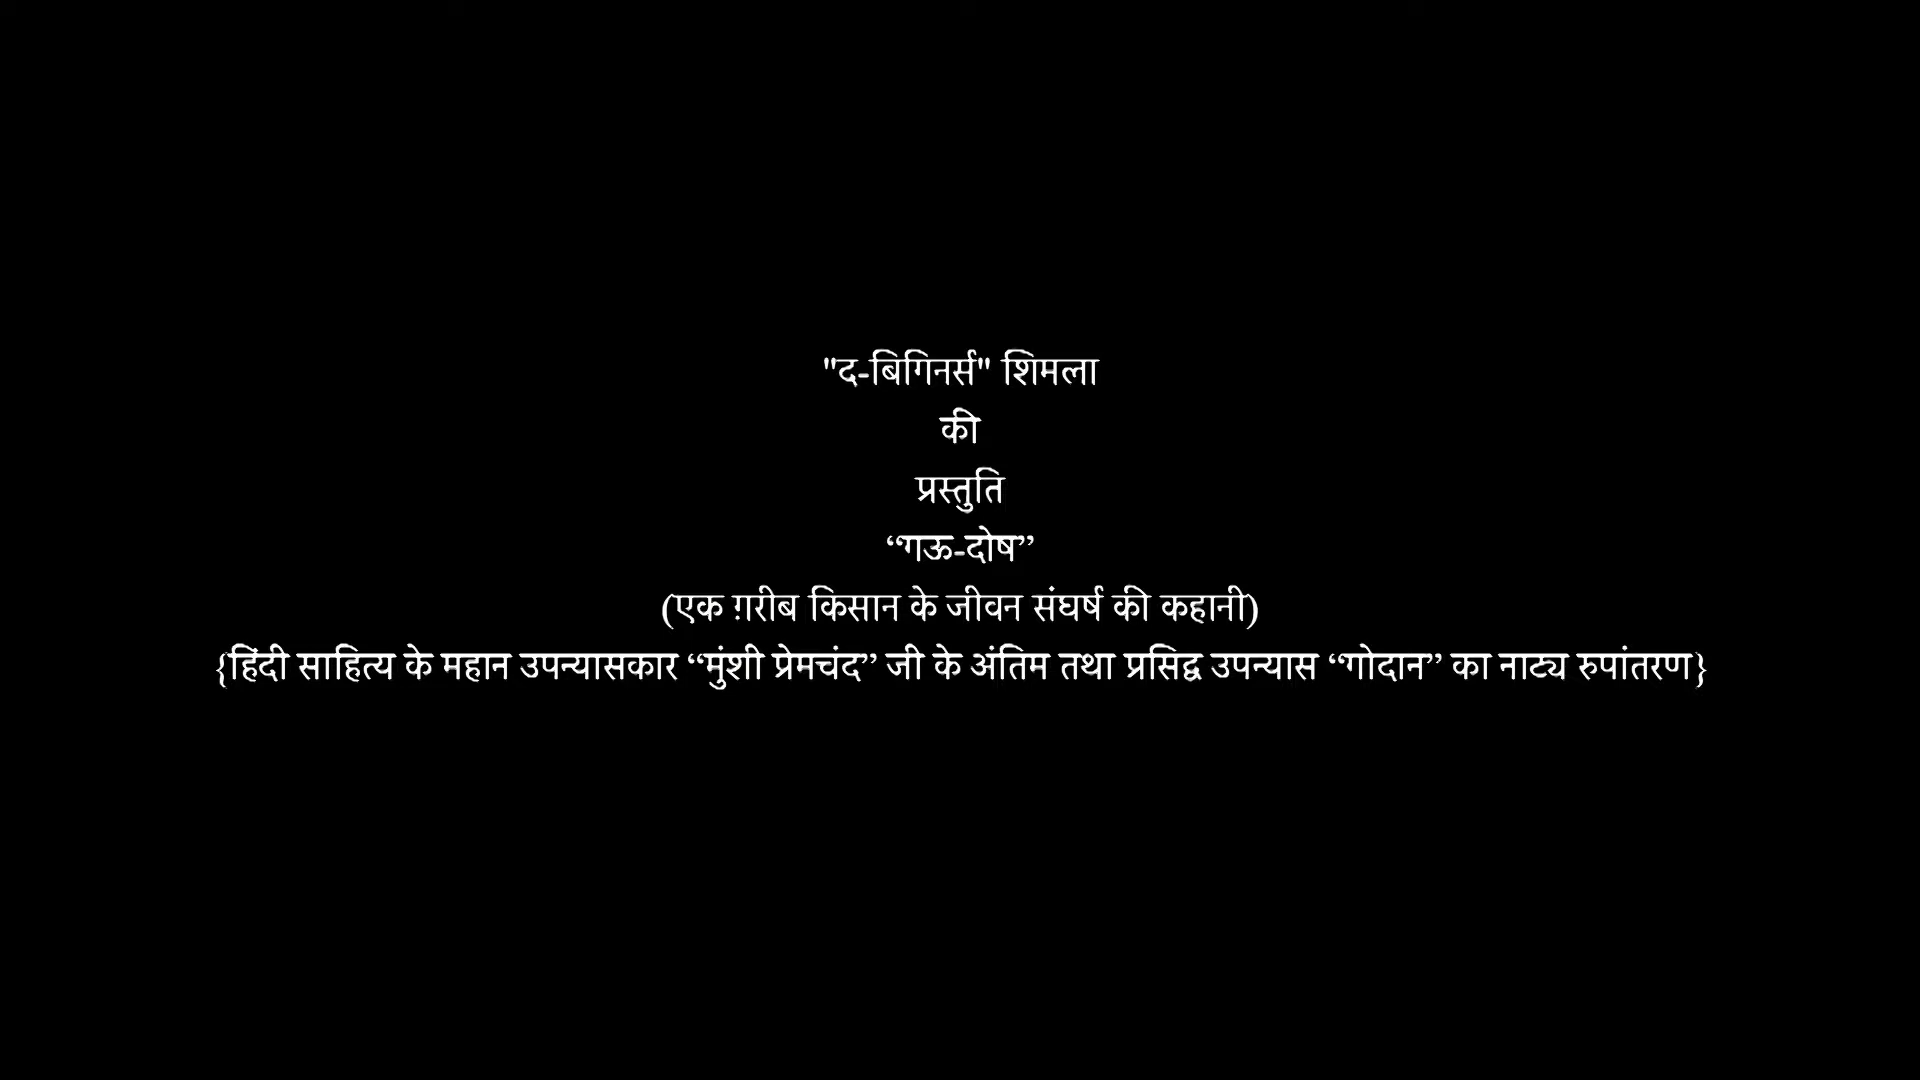 "द-बिगिनर्स" शिमला
की
प्रस्तुति
“गऊ-दोष”
(एक ग़रीब किसान के जीवन संघर्ष की कहानी)
{हिंदी साहित्य के महान उपन्यासकार “मुंशी प्रेमचंद” जी के अंतिम तथा प्रसिद्व उपन्यास “गोदान” का नाट्य रुपांतरण}